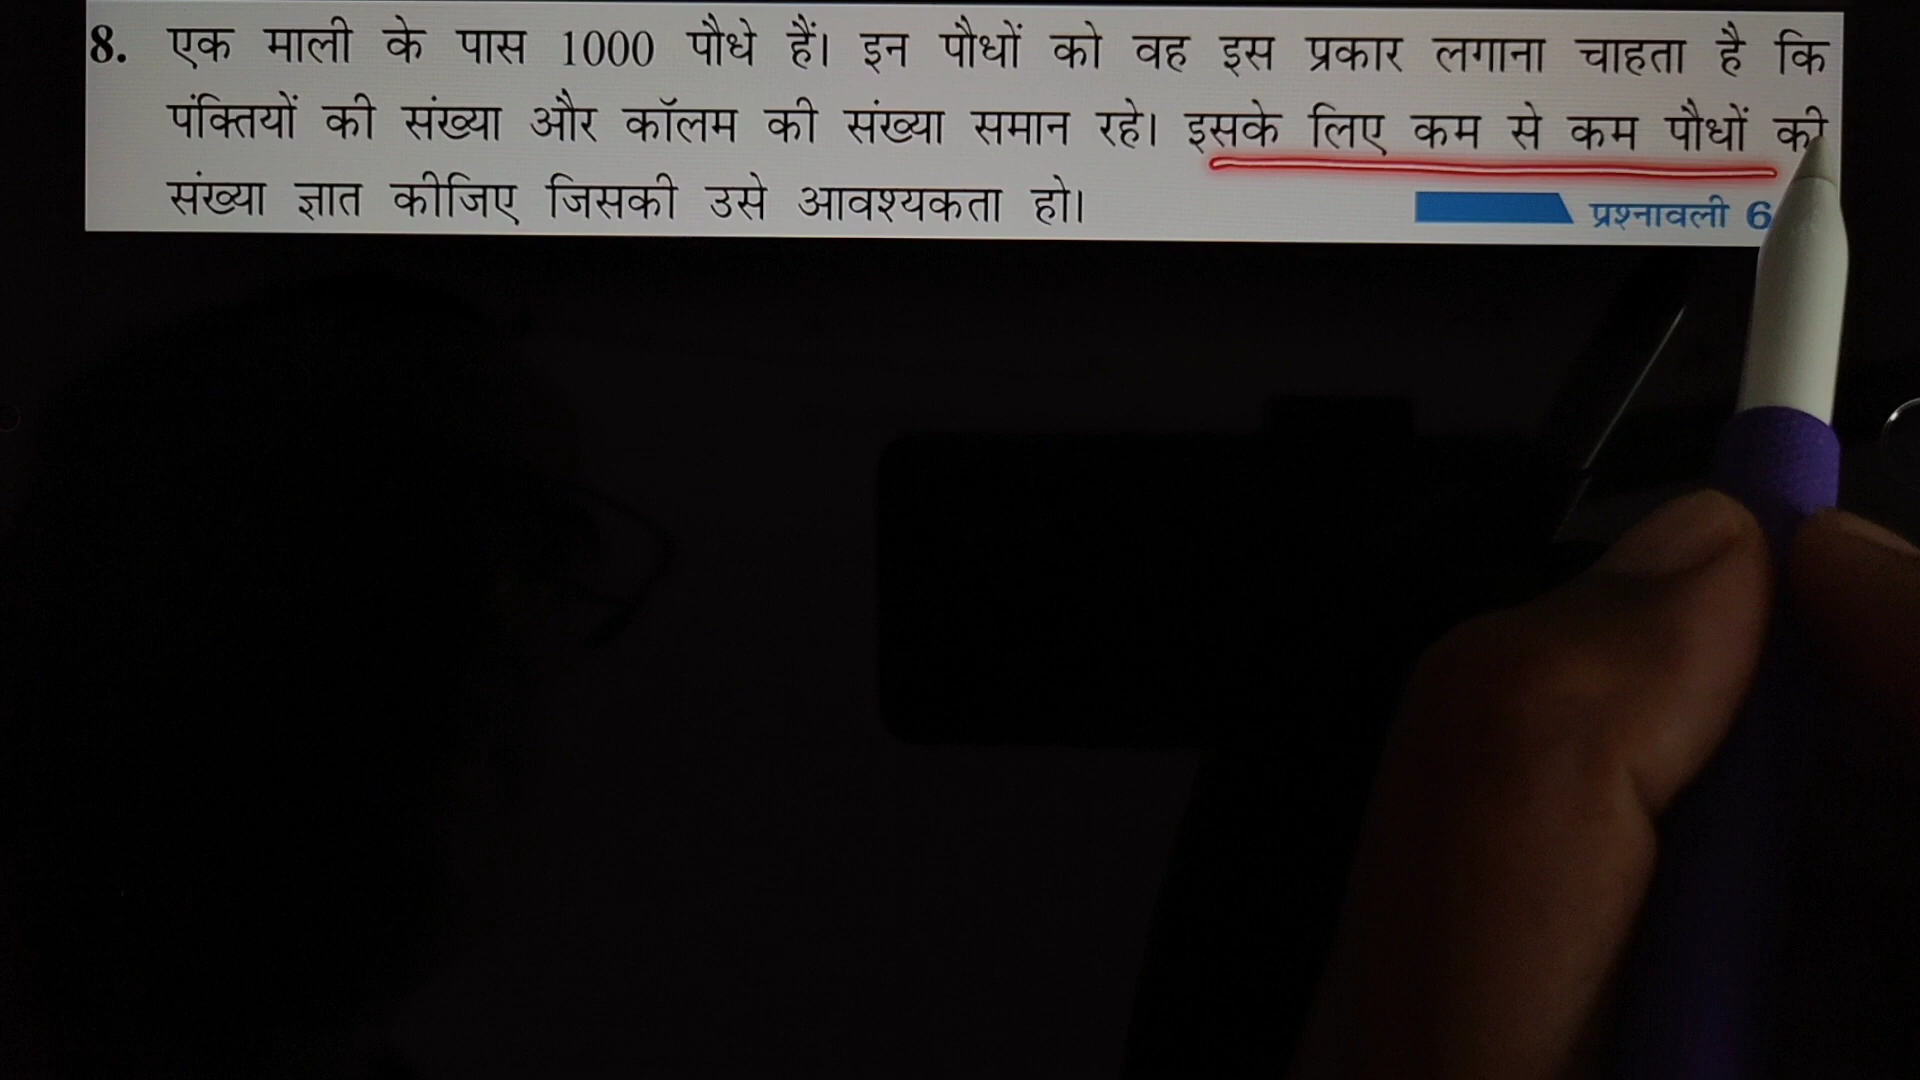 8. एक माली के पास 1000 पौधे हैं। इन पौधों को वह इस प्रकार लगाना चाहता है कि
पंक्तियों की संख्या और कॉलम की संख्या समान रहे। इसके लिए कम से कम पौधों की
संख्या ज्ञात कीजिए जिसकी उसे आवश्यकता हो।
प्रश्नावली 6